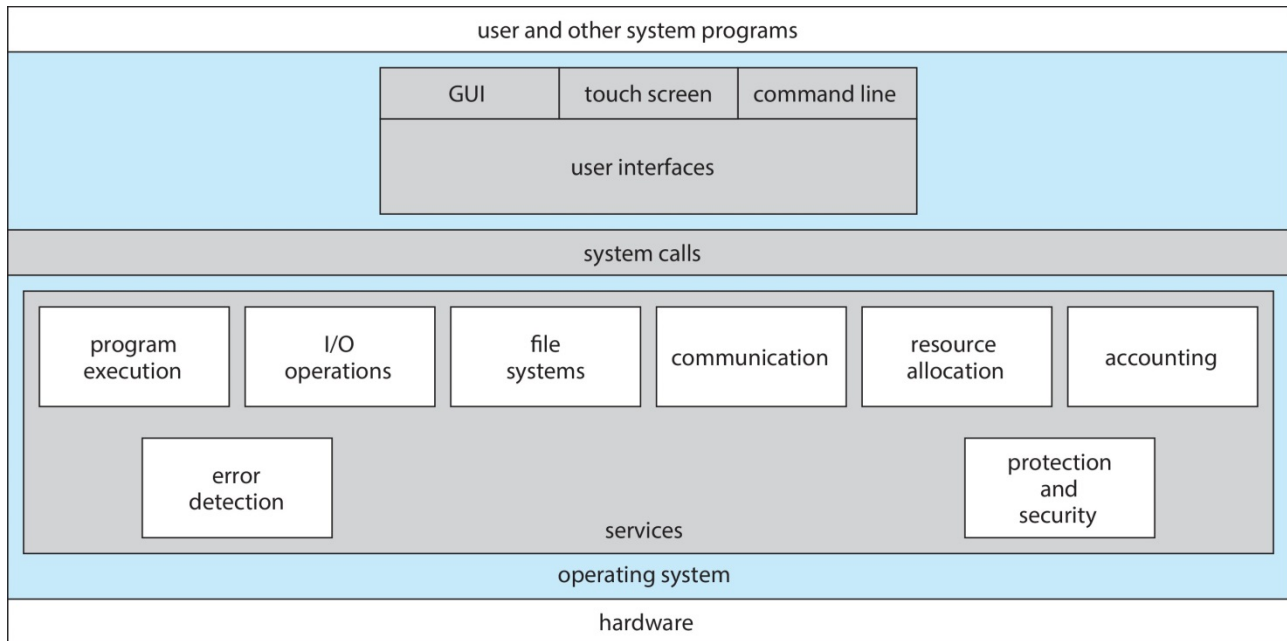 user and other system programs
GUI
touch screen
command line
user interfaces
system calls
program
execution
I/O
operations
file
systems
communication
resource
allocation
accounting
error
detection
protection
and
security
services
operating system
hardware